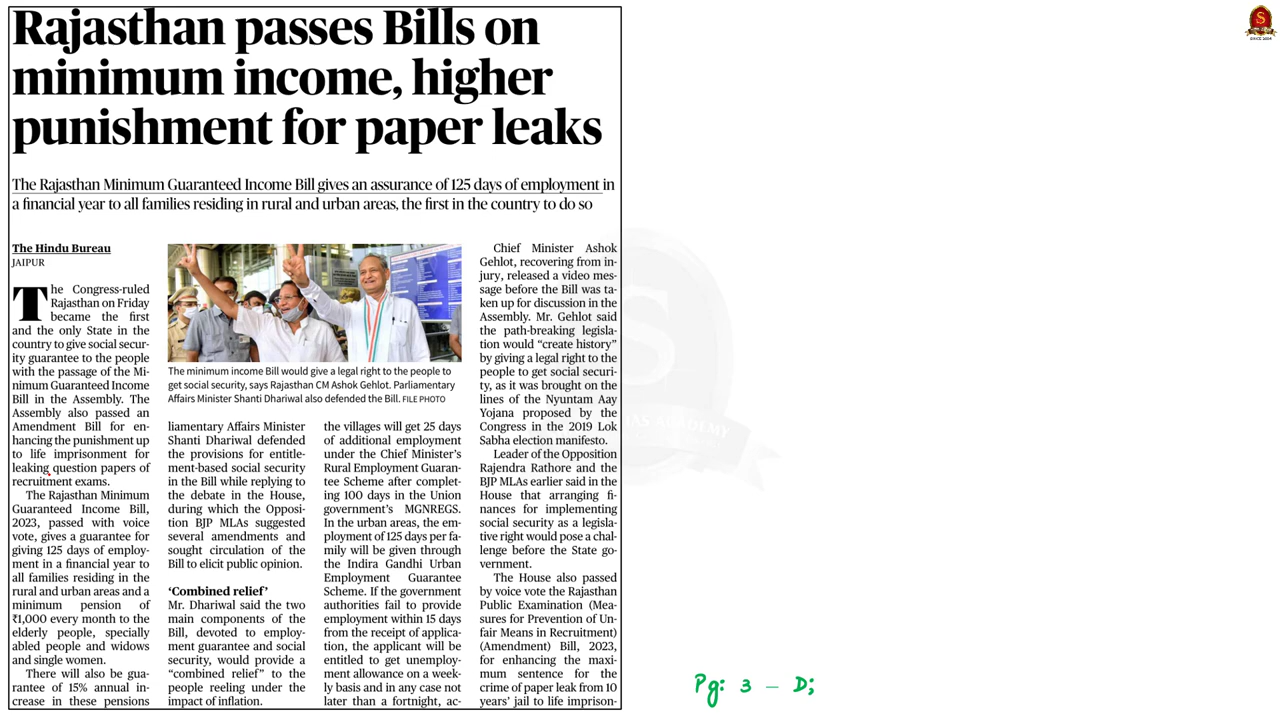 Rajasthan passes Bills on
minimum income, higher
punishment for paper leaks
The Rajasthan Minimum Guaranteed Income Bill gives an assurance of 125 days of employment in
a financial year to all families residing in rural and urban areas, the first in the country to do so
The Hindu Bureau
JAIPUR
The Congress-ruled
Rajasthan on Friday
became the first
and the only State in the
country to give social secur-
ity guarantee to the people
with the passage of the Mi-
nimum Guaranteed Income
Bill in the Assembly. The
Assembly also passed an
Amendment Bill for en-
hancing the punishment up
to life imprisonment for
leaking question papers of
recruitment exams.
The Rajasthan Minimum
Guaranteed Income Bill,
2023, passed with voice
vote, gives a guarantee for
giving 125 days of employ-
ment in a financial year to
all families residing in the
rural and urban areas and a
minimum pension of
₹1,000 every month to the
elderly people, specially
abled people and widows
and single women.
There will also be gua-
rantee of 15% annual in-
crease in these pensions
The minimum income Bill would give a legal right to the people to
get social security, says Rajasthan CM Ashok Gehlot. Parliamentary
Affairs Minister Shanti Dhariwal also defended the Bill. FILE PHOTO
liamentary Affairs Minister
Shanti Dhariwal defended
the provisions for entitle-
ment-based social security
in the Bill while replying to
the debate in the House,
during which the Opposi-
tion BJP MLAs suggested
several amendments and
sought circulation of the
Bill to elicit public opinion.
‘Combined relief’
Mr. Dhariwal said the two
main components of the
Bill, devoted to employ-
ment guarantee and social
security, would provide a
“combined relief” to the
people reeling under the
impact of inflation.
the villages will get 25 days
of additional employment
under the Chief Minister’s
Rural Employment Guaran-
tee Scheme after complet-
ing 100 days in the Union
government’s MGNREGS.
In the urban areas, the em-
ployment of 125 days per fa-
mily will be given through
the Indira Gandhi Urban
Employment Guarantee
Scheme. If the government
authorities fail to provide
employment within 15 days
from the receipt of applica-
tion, the applicant will be
entitled to get unemploy-
ment allowance on a week-
ly basis and in any case not
later than a fortnight, ac-
Chief Minister Ashok
Gehlot, recovering from in-
jury, released a video mes-
sage before the Bill was ta-
ken up for discussion in the
Assembly. Mr. Gehlot said
the path-breaking legisla-
tion would “create history”
by giving a legal right to the
people to get social securi-
ty, as it was brought on the
lines of the Nyuntam Aay
Yojana proposed by the
Congress in the 2019 Lok
Sabha election manifesto.
Leader of the Opposition
Rajendra Rathore and the
BJP MLAs earlier said in the
House that arranging fi-
nances for implementing
social security as a legisla-
tive right would pose a chal-
lenge before the State go-
vernment.
The House also passed
by voice vote the Rajasthan
Public Examination (Mea-
sures for Prevention of Un-
fair Means in Recruitment)
(Amendment) Bill, 2023,
for enhancing the maxi-
mum sentence for the
crime of paper leak from 10
years’ jail to life imprison-
S
SINCE 2004
IAS ACADEMY
Pg: 3 – D;